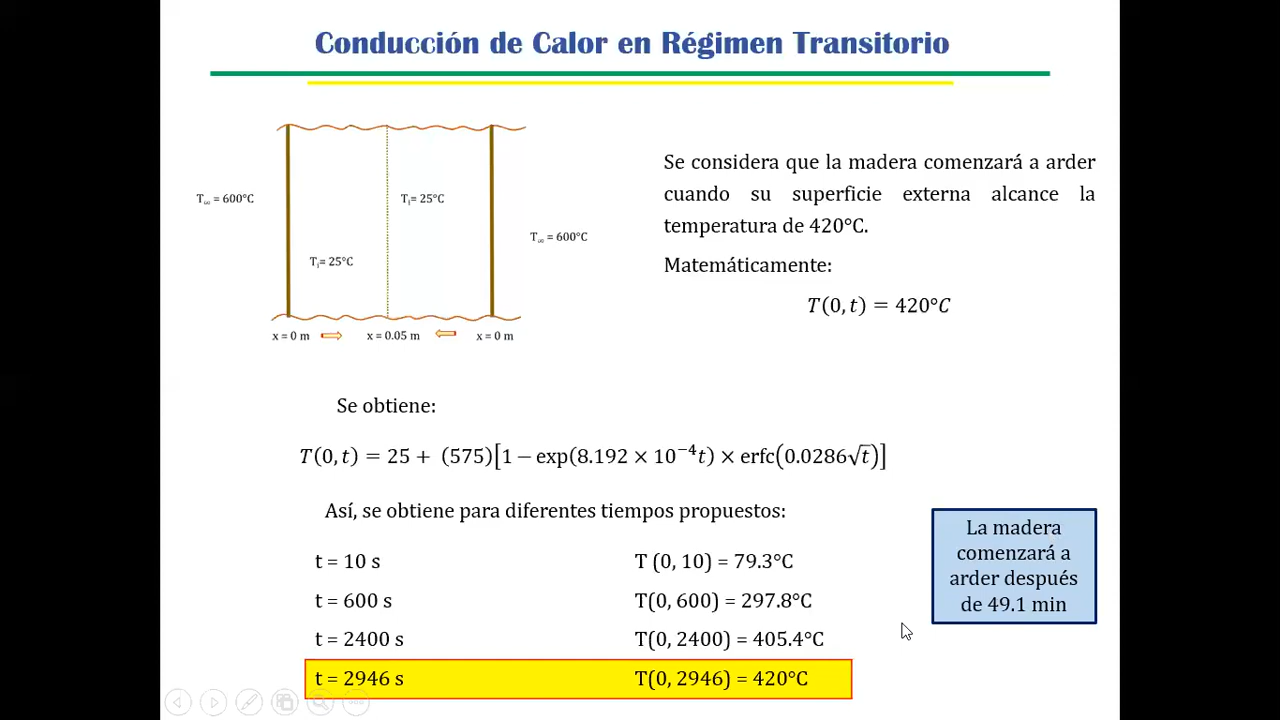 Conducción de Calor en Régimen Transitorio
T∞ = 600°C
Tᵢ= 25°C
Tᵢ= 25°C
T∞ = 600°C
x = 0 m
x = 0.05 m
x = 0 m
Se considera que la madera comenzará a arder
cuando su superficie externa alcance la
temperatura de 420°C.
Matemáticamente:
T(0, t) = 420°C
Se obtiene:
T(0, t) = 25 + (575)[1 − exp(8.192 × 10⁻⁴t) × erfc(0.0286√t)]
Así, se obtiene para diferentes tiempos propuestos:
t = 10 s T (0, 10) = 79.3°C
t = 600 s T(0, 600) = 297.8°C
t = 2400 s T(0, 2400) = 405.4°C
t = 2946 s T(0, 2946) = 420°C
La madera
comenzará a
arder después
de 49.1 min